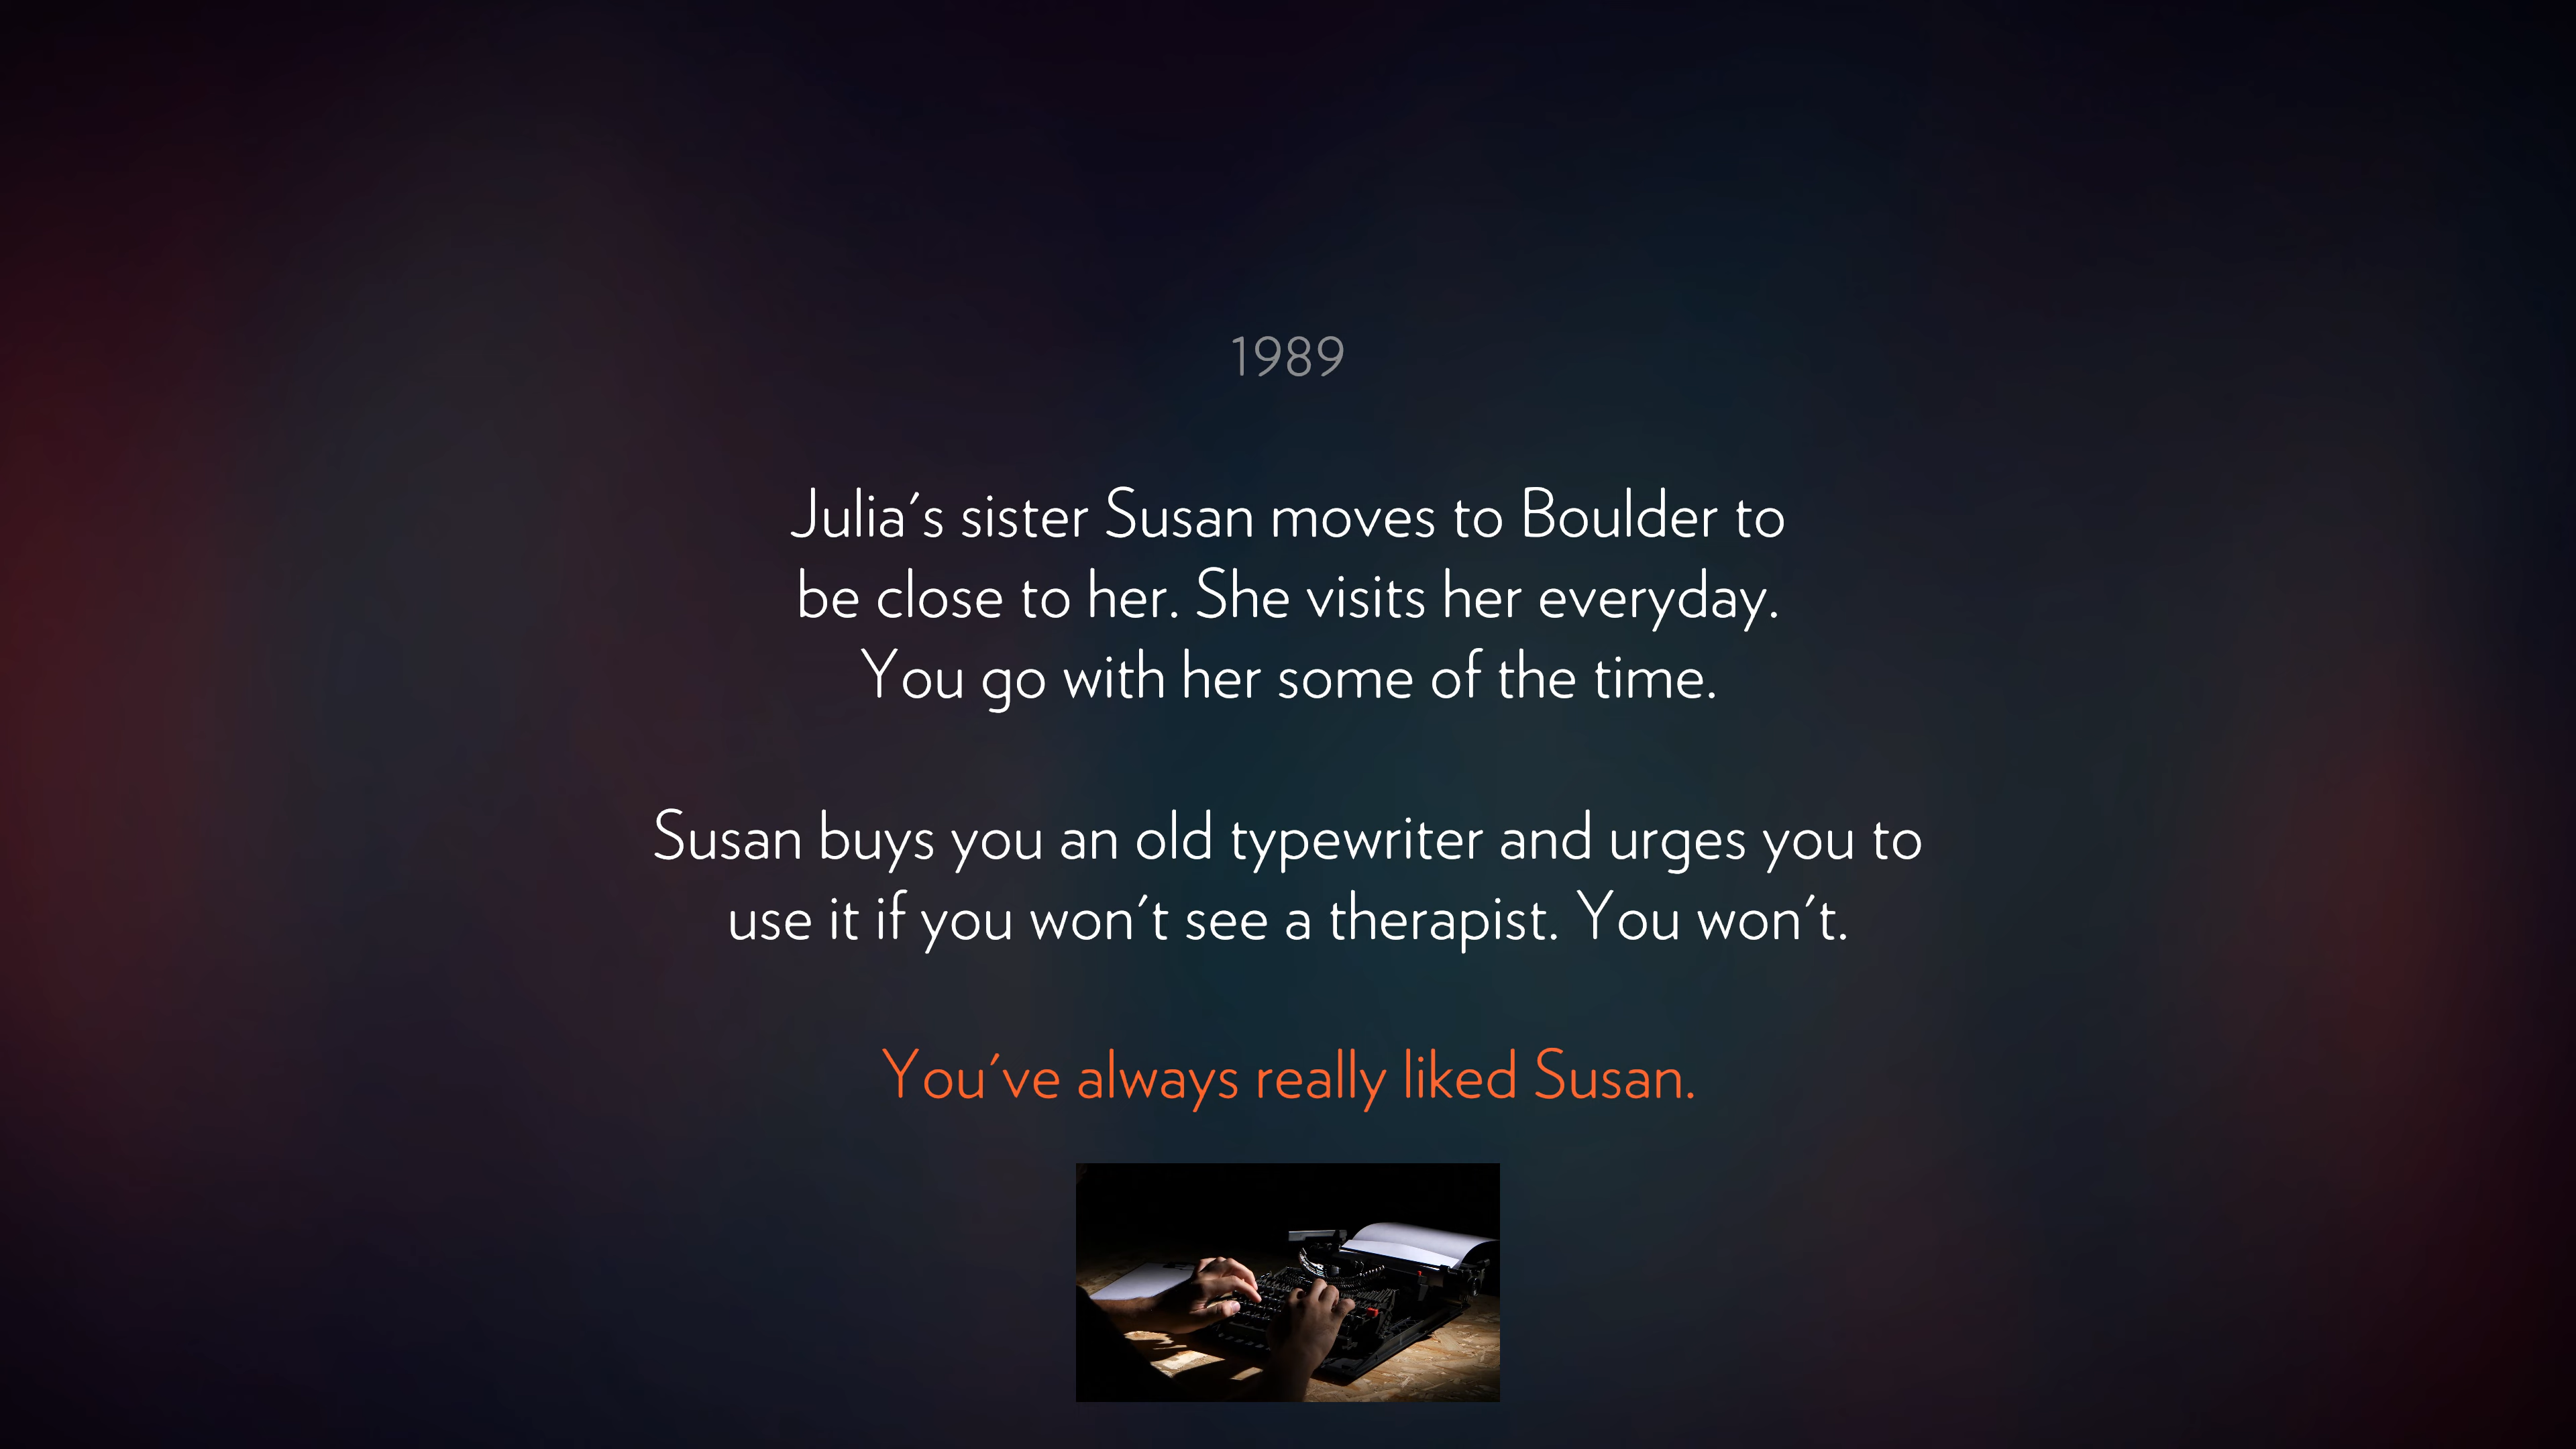 1989
Julia's sister Susan moves to Boulder to
be close to her. She visits her everyday.
You go with her some of the time.
Susan buys you an old typewriter and urges you to
use it if you won't see a therapist. You won't.
You've always really liked Susan.